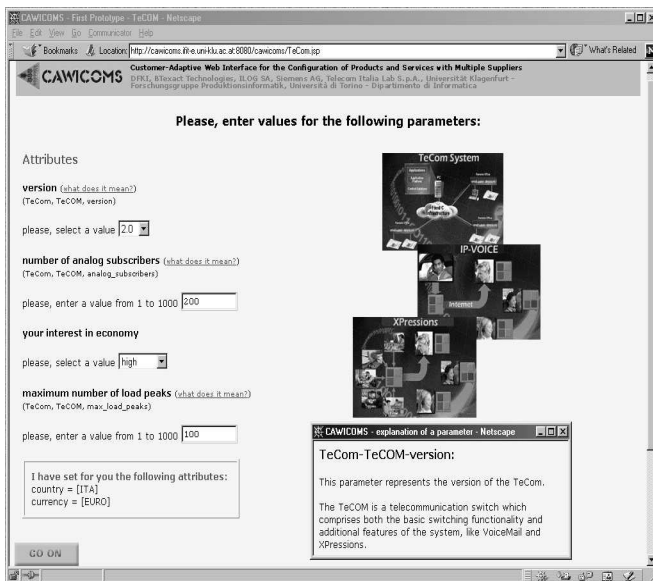 CAWICOMS - First Prototype - TeCOM - Netscape
File Edit View Go Communicator Help
Bookmarks Location: http://cawicoms.ifit-e.uni-klu.ac.at:8080/cawicoms/TeCom.jsp What's Related
CAWICOMS
Customer-Adaptive Web Interface for the Configuration of Products and Services with Multiple Suppliers
DFKI, BTexact Technologies, ILOG SA, Siemens AG, Telecom Italia Lab S.p.A., Universität Klagenfurt -
Forschungsgruppe Produktionsinformatik, Università di Torino - Dipartimento di Informatica
Please, enter values for the following parameters:
Attributes
version (what does it mean?)
(TeCom, TeCOM, version)
please, select a value 2.0
number of analog subscribers (what does it mean?)
(TeCom, TeCOM, analog_subscribers)
please, enter a value from 1 to 1000 200
your interest in economy
please, select a value high
maximum number of load peaks (what does it mean?)
(TeCom, TeCOM, max_load_peaks)
please, enter a value from 1 to 1000 100
I have set for you the following attributes:
country = [ITA]
currency = [EURO]
GO ON
TeCom System
IP-VOICE
Internet
XPressions
CAWICOMS - explanation of a parameter - Netscape
TeCom-TeCOM-version:
This parameter represents the version of the TeCom.
The TeCOM is a telecommunication switch which
comprises both the basic switching functionality and
additional features of the system, like VoiceMail and
XPressions.